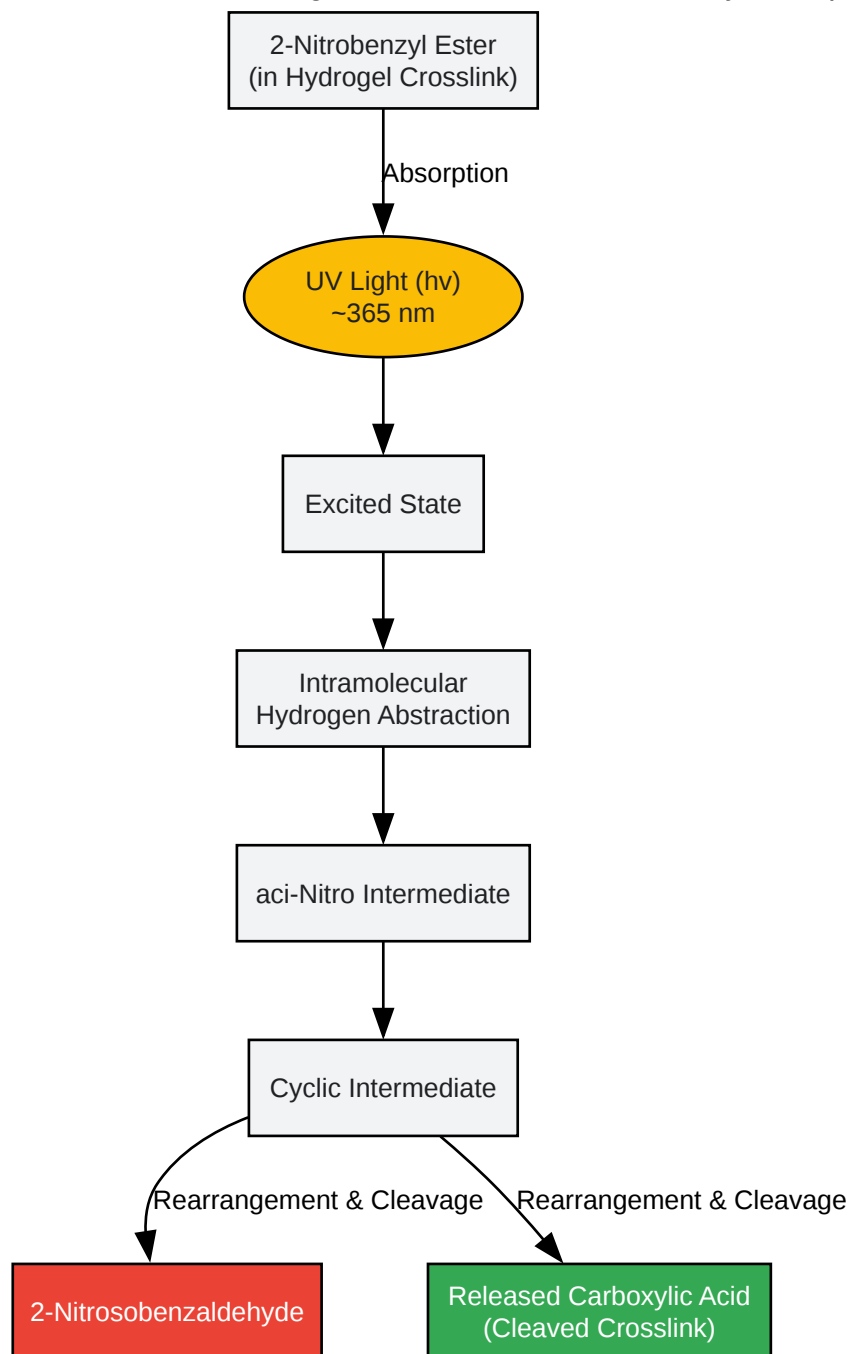 2-Nitrobenzyl Ester
(in Hydrogel Crosslink)
Absorption
UV Light (hv)
~365 nm
Excited State
Intramolecular
Hydrogen Abstraction
aci-Nitro Intermediate
Cyclic Intermediate
Rearrangement & Cleavage
Rearrangement & Cleavage
2-Nitrosobenzaldehyde
Released Carboxylic Acid
(Cleaved Crosslink)